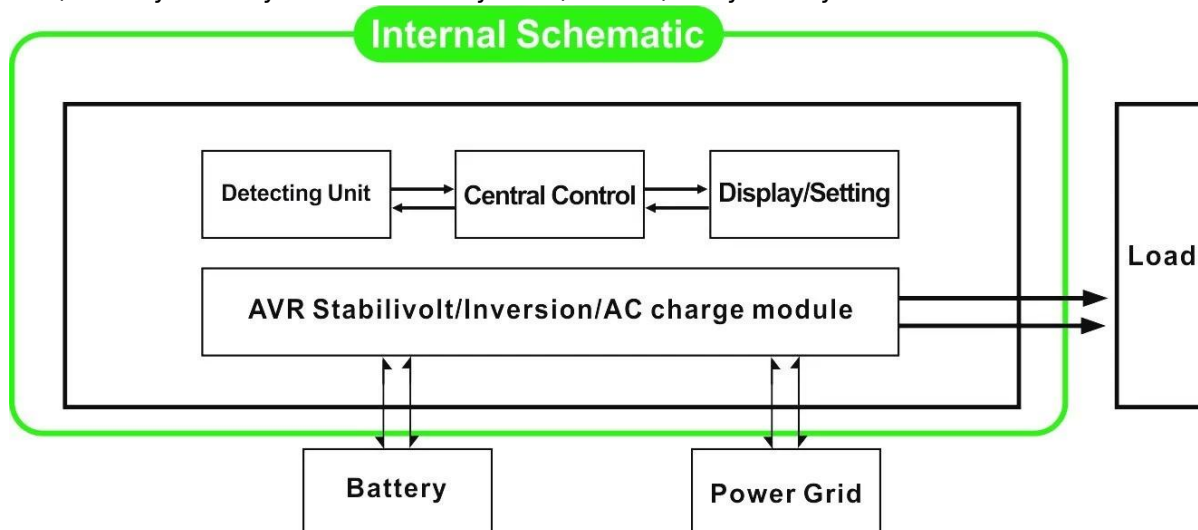 Internal Schematic
Detecting Unit
Central Control
Display/Setting
AVR Stabilivolt/Inversion/AC charge module
Load
Battery
Power Grid